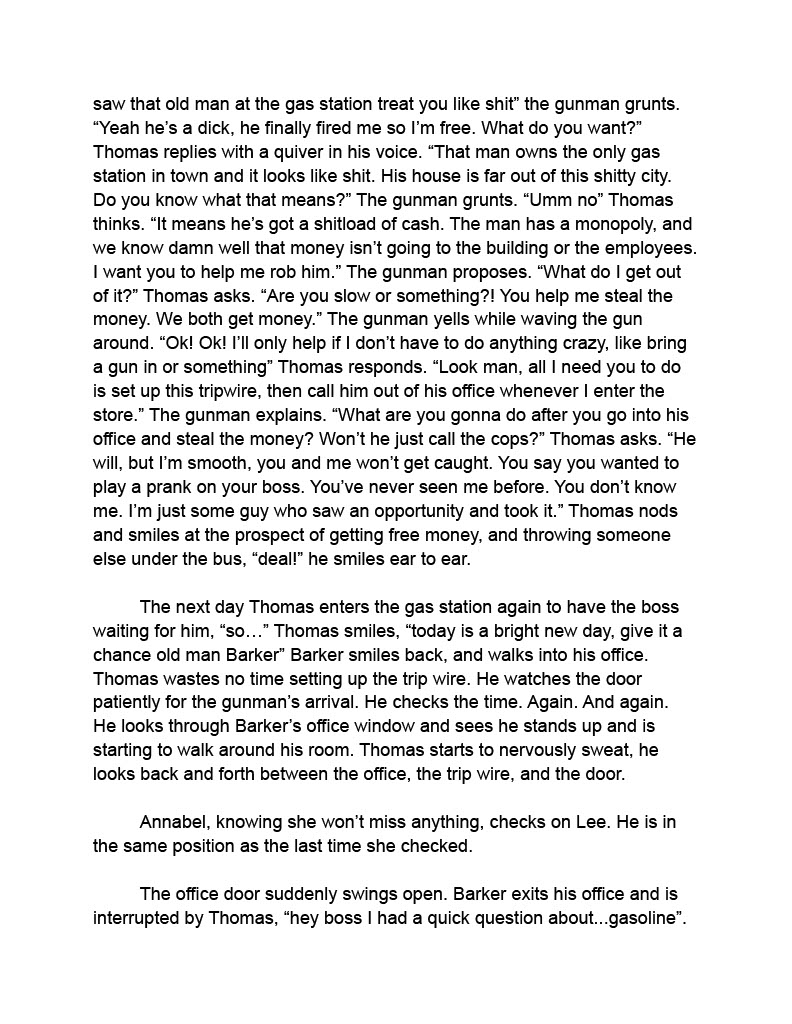 saw that old man at the gas station treat you like shit” the gunman grunts.
“Yeah he’s a dick, he finally fired me so I’m free. What do you want?”
Thomas replies with a quiver in his voice. “That man owns the only gas
station in town and it looks like shit. His house is far out of this shitty city.
Do you know what that means?” The gunman grunts. “Umm no” Thomas
thinks. “It means he’s got a shitload of cash. The man has a monopoly, and
we know damn well that money isn’t going to the building or the employees.
I want you to help me rob him.” The gunman proposes. “What do I get out
of it?” Thomas asks. “Are you slow or something?! You help me steal the
money. We both get money.” The gunman yells while waving the gun
around. “Ok! Ok! I’ll only help if I don’t have to do anything crazy, like bring
a gun in or something” Thomas responds. “Look man, all I need you to do
is set up this tripwire, then call him out of his office whenever I enter the
store.” The gunman explains. “What are you gonna do after you go into his
office and steal the money? Won’t he just call the cops?” Thomas asks. “He
will, but I’m smooth, you and me won’t get caught. You say you wanted to
play a prank on your boss. You’ve never seen me before. You don’t know
me. I’m just some guy who saw an opportunity and took it.” Thomas nods
and smiles at the prospect of getting free money, and throwing someone
else under the bus, “deal!” he smiles ear to ear.
The next day Thomas enters the gas station again to have the boss
waiting for him, “so…” Thomas smiles, “today is a bright new day, give it a
chance old man Barker” Barker smiles back, and walks into his office.
Thomas wastes no time setting up the trip wire. He watches the door
patiently for the gunman’s arrival. He checks the time. Again. And again.
He looks through Barker’s office window and sees he stands up and is
starting to walk around his room. Thomas starts to nervously sweat, he
looks back and forth between the office, the trip wire, and the door.
Annabel, knowing she won’t miss anything, checks on Lee. He is in
the same position as the last time she checked.
The office door suddenly swings open. Barker exits his office and is
interrupted by Thomas, “hey boss I had a quick question about...gasoline”.